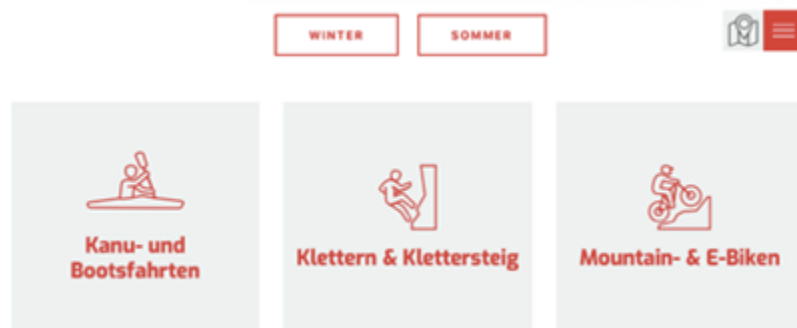 WINTER
SOMMER
Kanu- und
Bootsfahrten
Klettern & Klettersteig
Mountain- & E-Biken